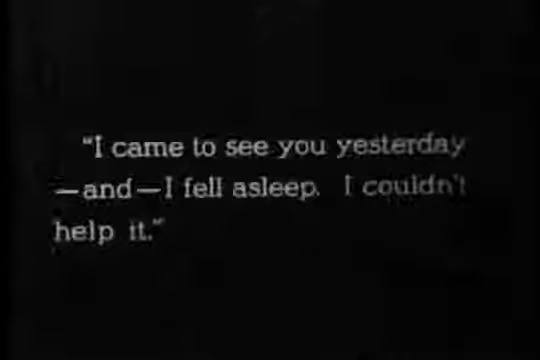 “I came to see you yesterday
—and—I fell asleep. I couldn't
help it.”